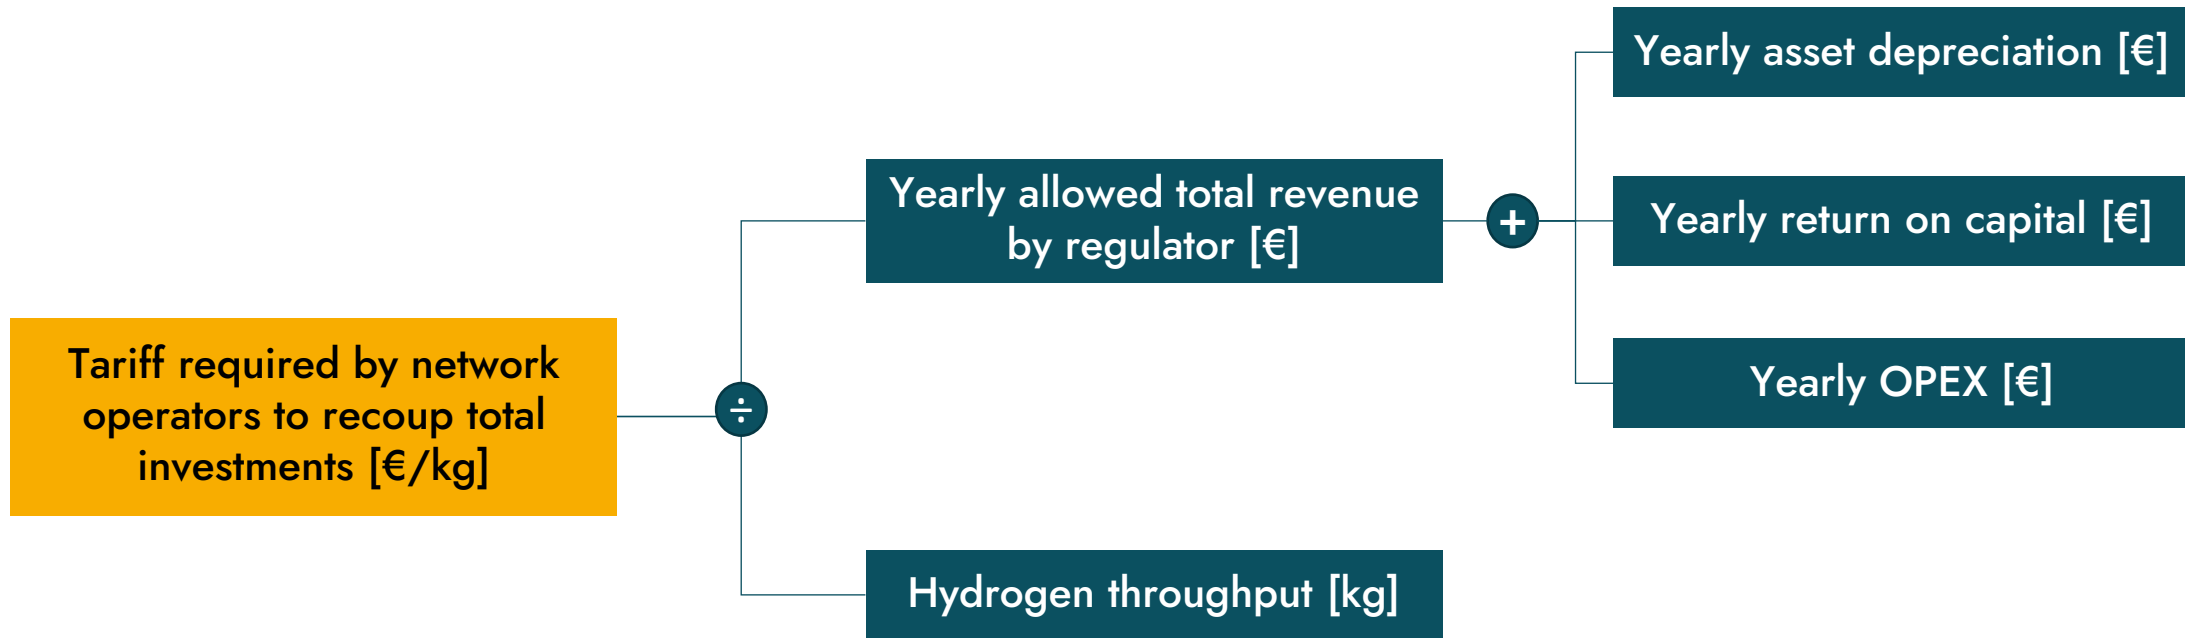 Yearly asset depreciation [€]
Yearly allowed total revenue
by regulator [€]
+
Yearly return on capital [€]
Tariff required by network
operators to recoup total
investments [€/kg]
÷
Yearly OPEX [€]
Hydrogen throughput [kg]